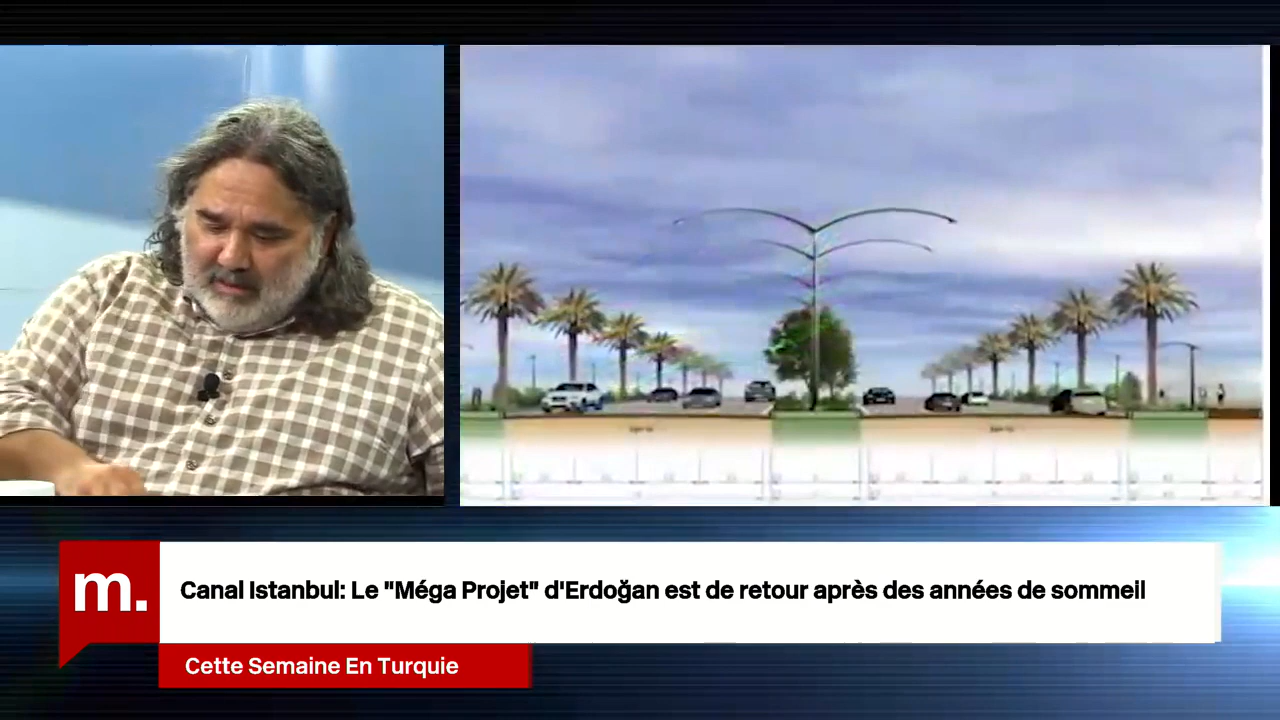 m.
Canal Istanbul: Le "Méga Projet" d'Erdoğan est de retour après des années de sommeil
Cette Semaine En Turquie